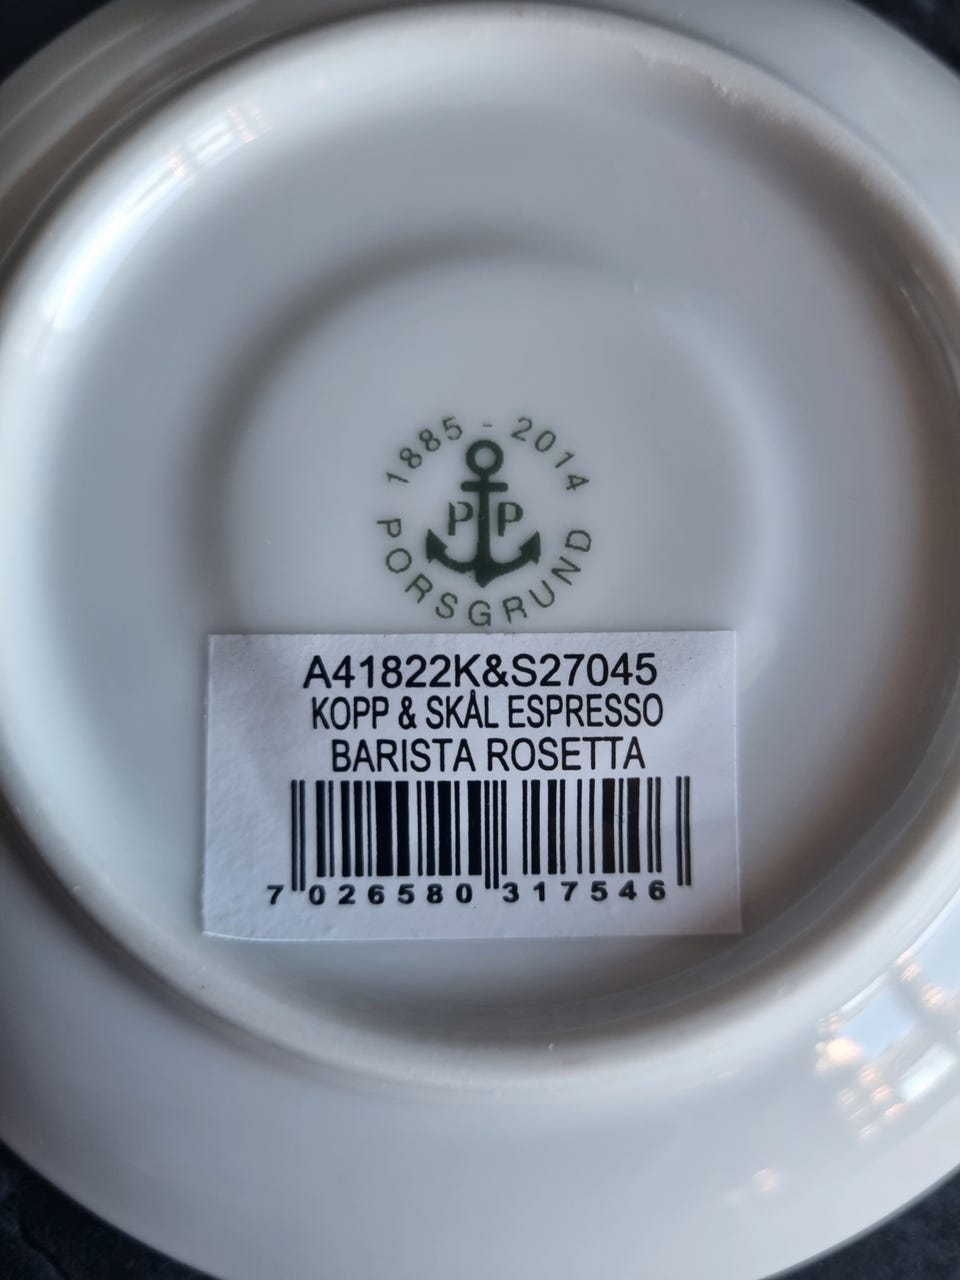 1885 - 2014
P P
PORSGRUND
A41822K&S27045
KOPP & SKÅL ESPRESSO
BARISTA ROSETTA
7 026580 317546